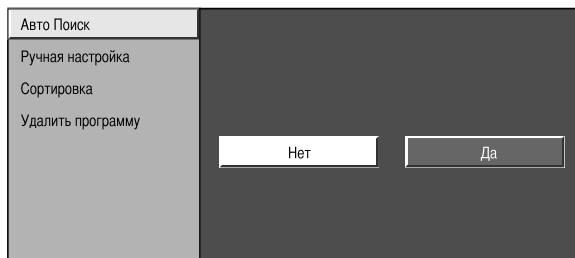 Авто Поиск
Ручная настройка
Сортировка
Удалить программу
Нет
Да